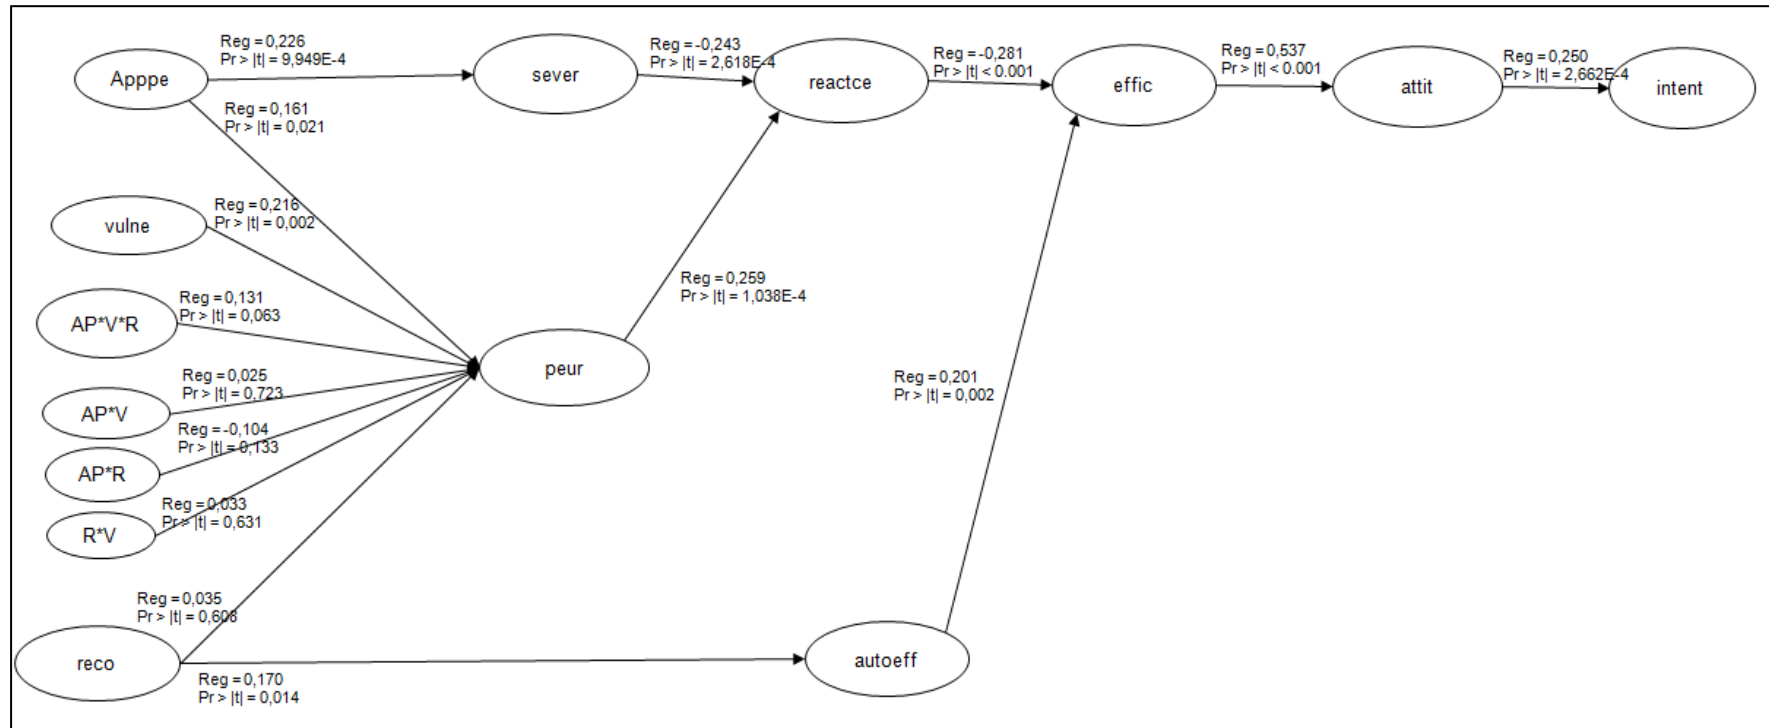 Apppe
Reg = 0,226
Pr > |t| = 9,949E-4
sever
Reg = -0,243
Pr > |t| = 2,618E-4
reactce
Reg = -0,281
Pr > |t| < 0.001
effic
Reg = 0,537
Pr > |t| < 0.001
attit
Reg = 0,250
Pr > |t| = 2,662E-4
intent
Reg = 0,161
Pr > |t| = 0,021
vulne
Reg = 0,216
Pr > |t| = 0,002
AP*V*R
Reg = 0,131
Pr > |t| = 0,063
Reg = 0,259
Pr > |t| = 1,038E-4
peur
AP*V
Reg = 0,025
Pr > |t| = 0,723
Reg = 0,201
Pr > |t| = 0,002
AP*R
Reg = -0,104
Pr > |t| = 0,133
R*V
Reg = 0,033
Pr > |t| = 0,631
Reg = 0,035
Pr > |t| = 0,608
reco
Reg = 0,170
Pr > |t| = 0,014
autoeff